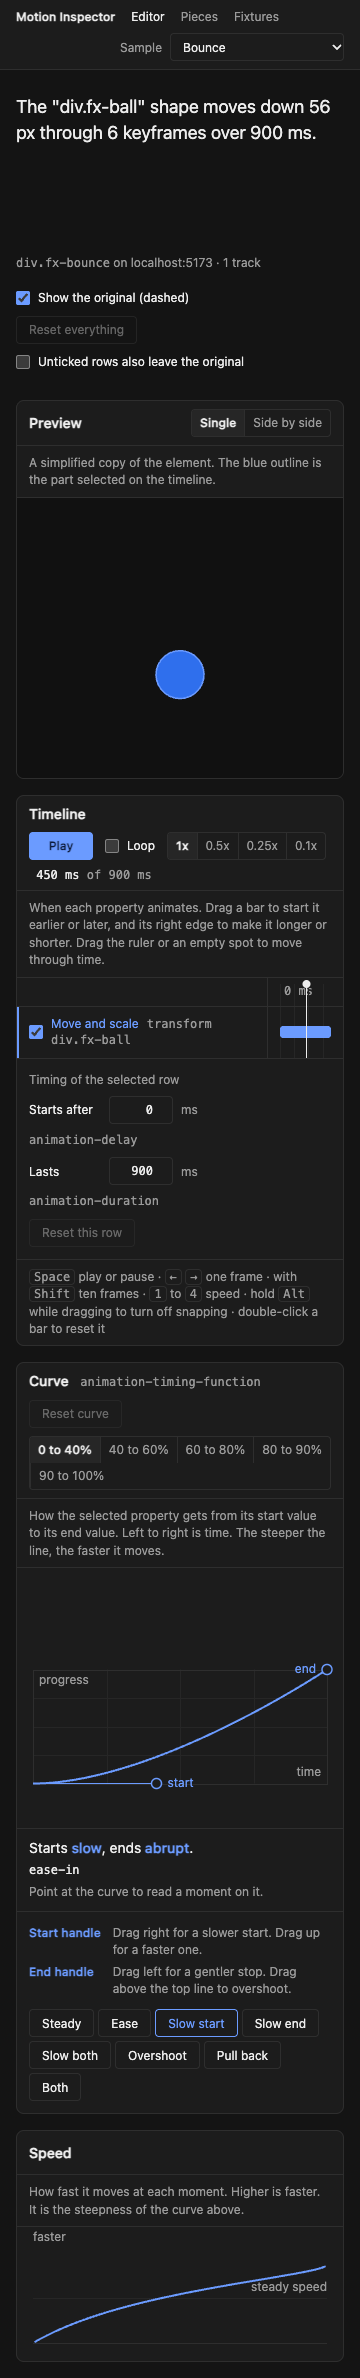 Motion Inspector Editor Pieces Fixtures
Sample Bounce
The "div.fx-ball" shape moves down 56
px through 6 keyframes over 900 ms.
div.fx-bounce on localhost:5173 · 1 track
Show the original (dashed)
Reset everything
Unticked rows also leave the original
Preview Single Side by side
A simplified copy of the element. The blue outline is
the part selected on the timeline.
Timeline
Play Loop 1x 0.5x 0.25x 0.1x
450 ms of 900 ms
When each property animates. Drag a bar to start it
earlier or later, and its right edge to make it longer or
shorter. Drag the ruler or an empty spot to move
through time.
0 ms
Move and scale transform
div.fx-ball
Timing of the selected row
Starts after 0 ms
animation-delay
Lasts 900 ms
animation-duration
Reset this row
Space play or pause · ← → one frame · with
Shift ten frames · 1 to 4 speed · hold Alt
while dragging to turn off snapping · double-click a
bar to reset it
Curve animation-timing-function
Reset curve
0 to 40% 40 to 60% 60 to 80% 80 to 90%
90 to 100%
How the selected property gets from its start value
to its end value. Left to right is time. The steeper the
line, the faster it moves.
end
progress
time
start
Starts slow, ends abrupt.
ease-in
Point at the curve to read a moment on it.
Start handle Drag right for a slower start. Drag up
for a faster one.
End handle Drag left for a gentler stop. Drag
above the top line to overshoot.
Steady Ease Slow start Slow end
Slow both Overshoot Pull back
Both
Speed
How fast it moves at each moment. Higher is faster.
It is the steepness of the curve above.
faster
steady speed